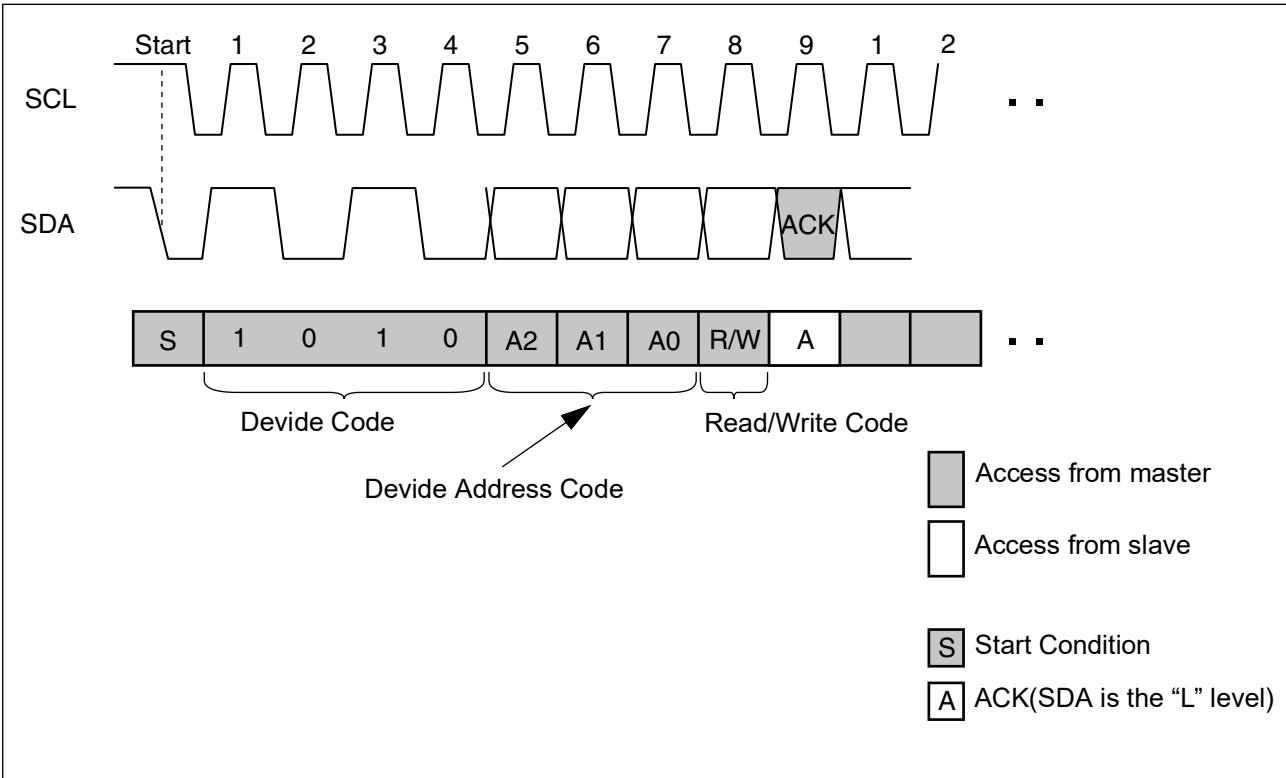 Start 1 2 3 4 5 6 7 8 9 1 2
SCL
SDA
ACK
S 1 0 1 0 A2 A1 A0 R/W A
Devide Code
Read/Write Code
Devide Address Code
Access from master
Access from slave
S Start Condition
A ACK(SDA is the “L” level)